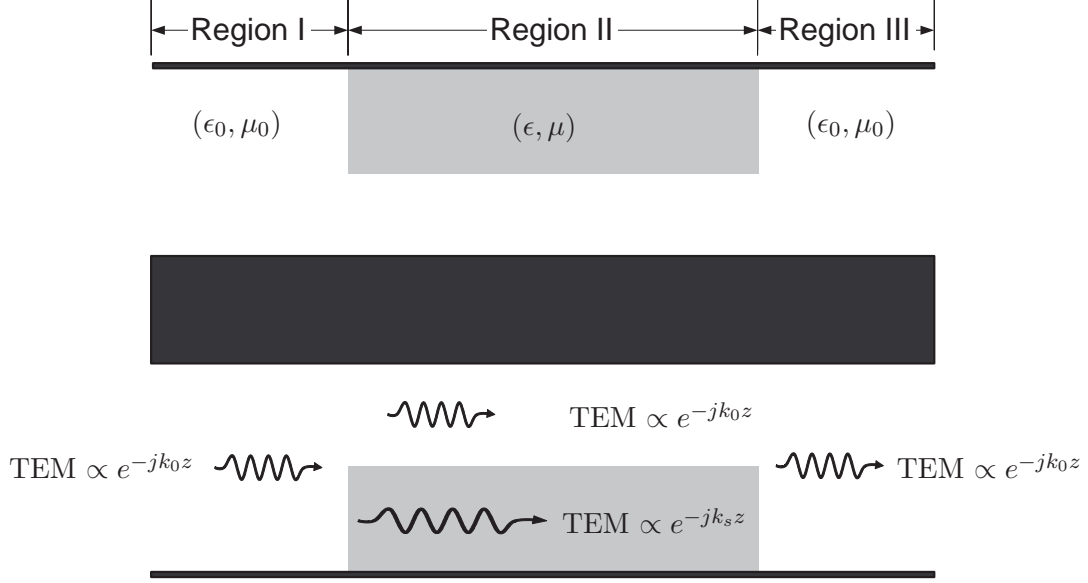 Region I
Region II
Region III
(ϵ₀, μ₀)
(ϵ, μ)
(ϵ₀, μ₀)
TEM ∝ e^{−jk₀z}
TEM ∝ e^{−jk₀z}
TEM ∝ e^{−jk₀z}
TEM ∝ e^{−jkₛz}